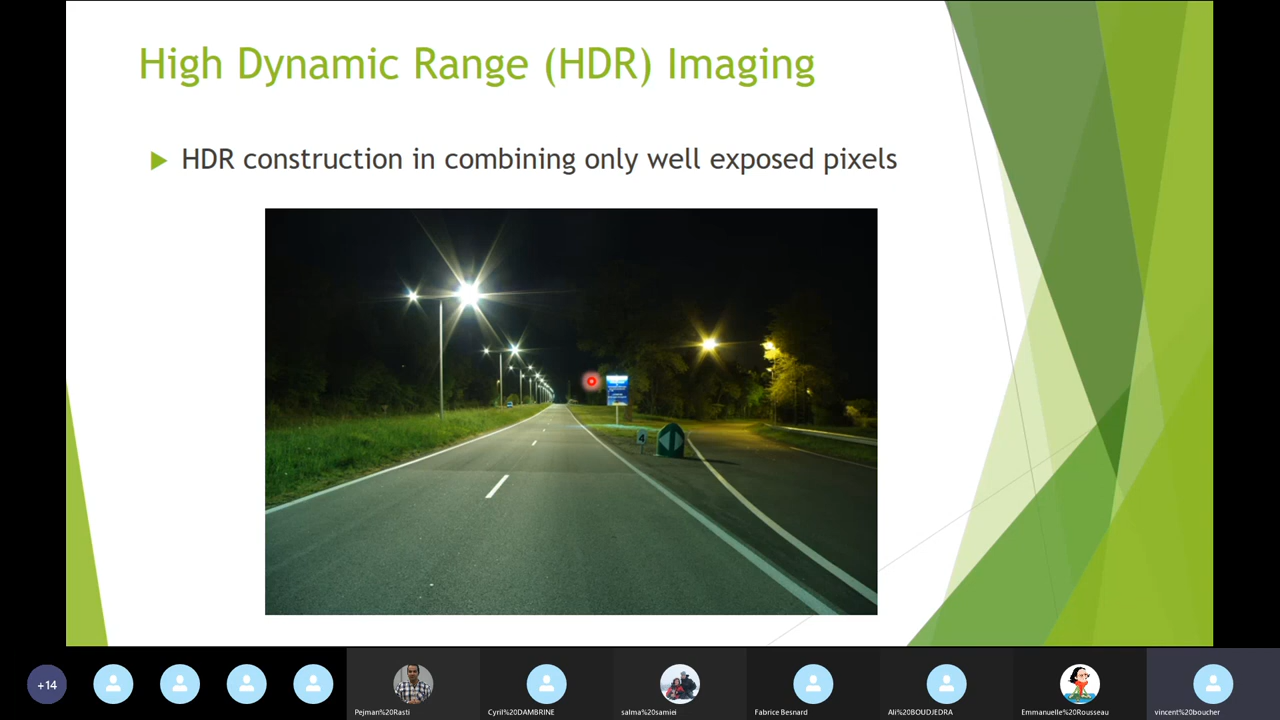 High Dynamic Range (HDR) Imaging
HDR construction in combining only well exposed pixels
4
+14
Pejman%20Rasti
Cyril%20DAMBRINE
salma%20samiei
Fabrice Besnard
Ali%20BOUDJEDRA
Emmanuelle%20Rousseau
vincent%20boucher